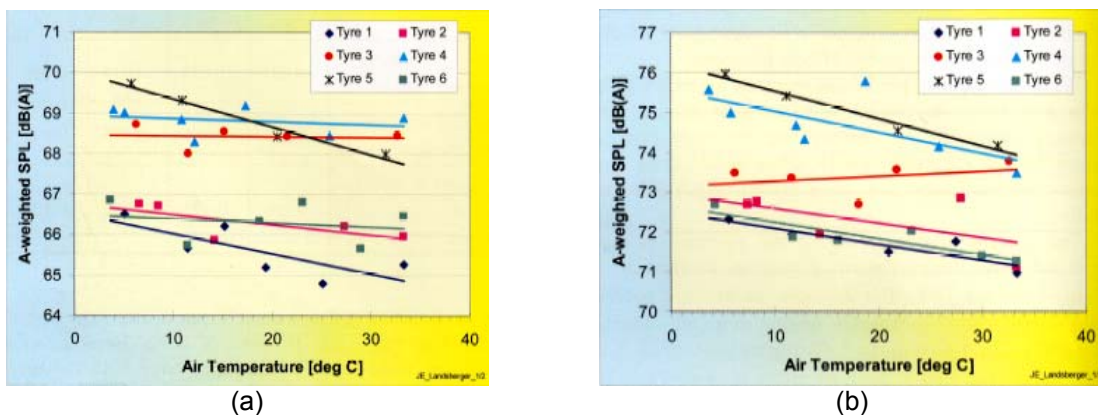 71
70
69
68
67
66
65
64
A-weighted SPL [dB(A)]
Tyre 1 Tyre 2
Tyre 3 Tyre 4
Tyre 5 Tyre 6
0 10 20 30 40
Air Temperature [deg C]
JE_Landsberger_1/2
(a)
77
76
75
74
73
72
71
70
A-weighted SPL [dB(A)]
Tyre 1 Tyre 2
Tyre 3 Tyre 4
Tyre 5 Tyre 6
0 10 20 30 40
Air Temperature [deg C]
JE_Landsberger_1/
(b)